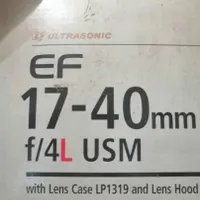 ULTRASONIC
EF
17-40mm
f/4L USM
with Lens Case LP1319 and Lens Hood